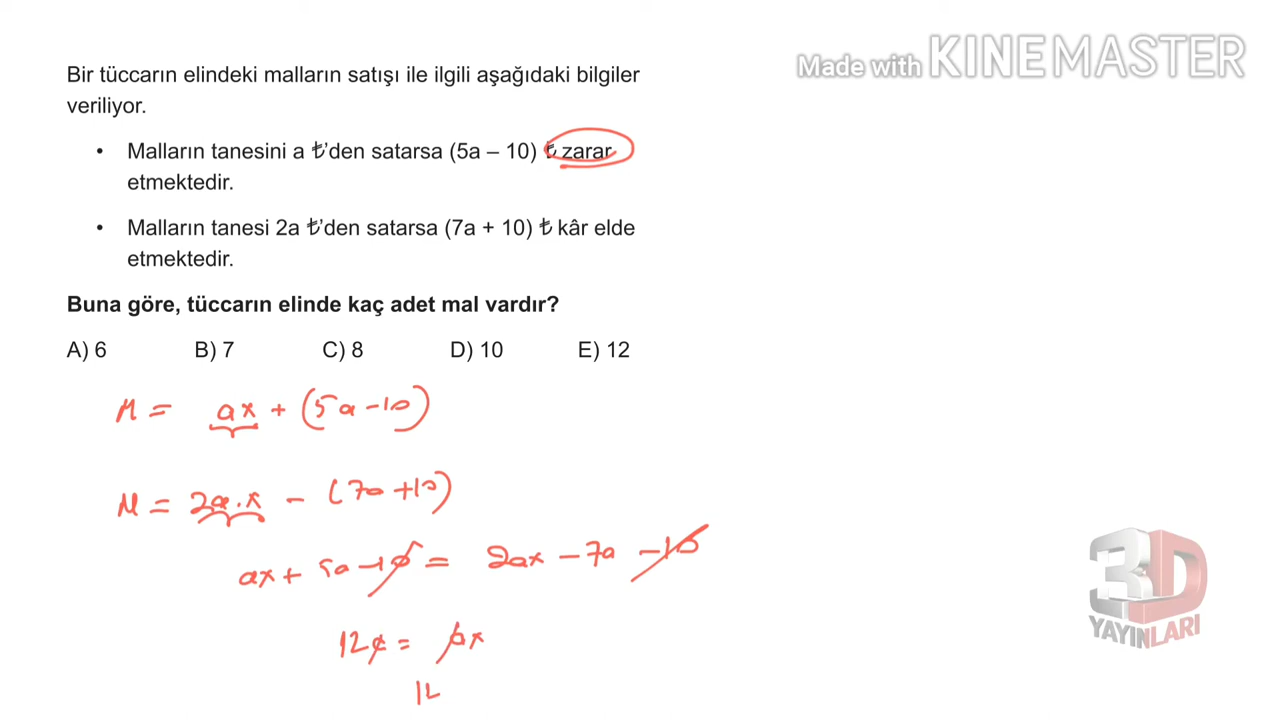 Made with KINEMASTER
Bir tüccarın elindeki malların satışı ile ilgili aşağıdaki bilgiler
veriliyor.
• Malların tanesini a ₺'den satarsa (5a – 10) ₺ zarar
etmektedir.
• Malların tanesi 2a ₺'den satarsa (7a + 10) ₺ kâr elde
etmektedir.
Buna göre, tüccarın elinde kaç adet mal vardır?
A) 6 B) 7 C) 8 D) 10 E) 12
M = ax + (5a - 10)
M = 2a.x - (7a + 10)
ax + 5a - 10 = 2ax - 7a - 10
12a = ax
12
3D
YAYINLARI